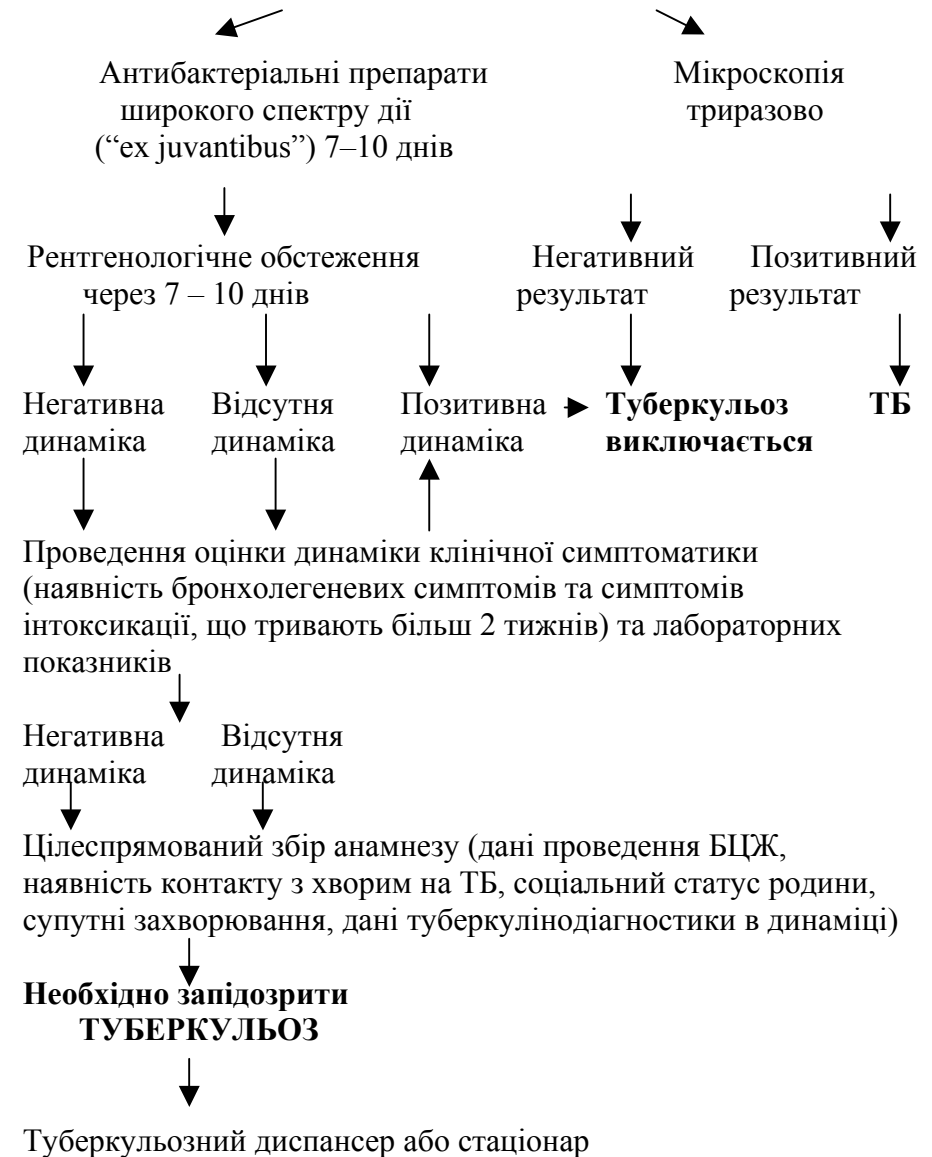 Антибактеріальні препарати
широкого спектру дії
(“ex juvantibus”) 7–10 днів
Мікроскопія
триразово
Рентгенологічне обстеження
через 7 – 10 днів
Негативний
результат
Позитивний
результат
Негативна
динаміка
Відсутня
динаміка
Позитивна
динаміка
Туберкульоз
виключається
ТБ
Проведення оцінки динаміки клінічної симптоматики
(наявність бронхолегеневих симптомів та симптомів
інтоксикації, що тривають більш 2 тижнів) та лабораторних
показників
Негативна
динаміка
Відсутня
динаміка
Цілеспрямований збір анамнезу (дані проведення БЦЖ,
наявність контакту з хворим на ТБ, соціальний статус родини,
супутні захворювання, дані туберкулінодіагностики в динаміці)
Необхідно запідозрити
ТУБЕРКУЛЬОЗ
Туберкульозний диспансер або стаціонар